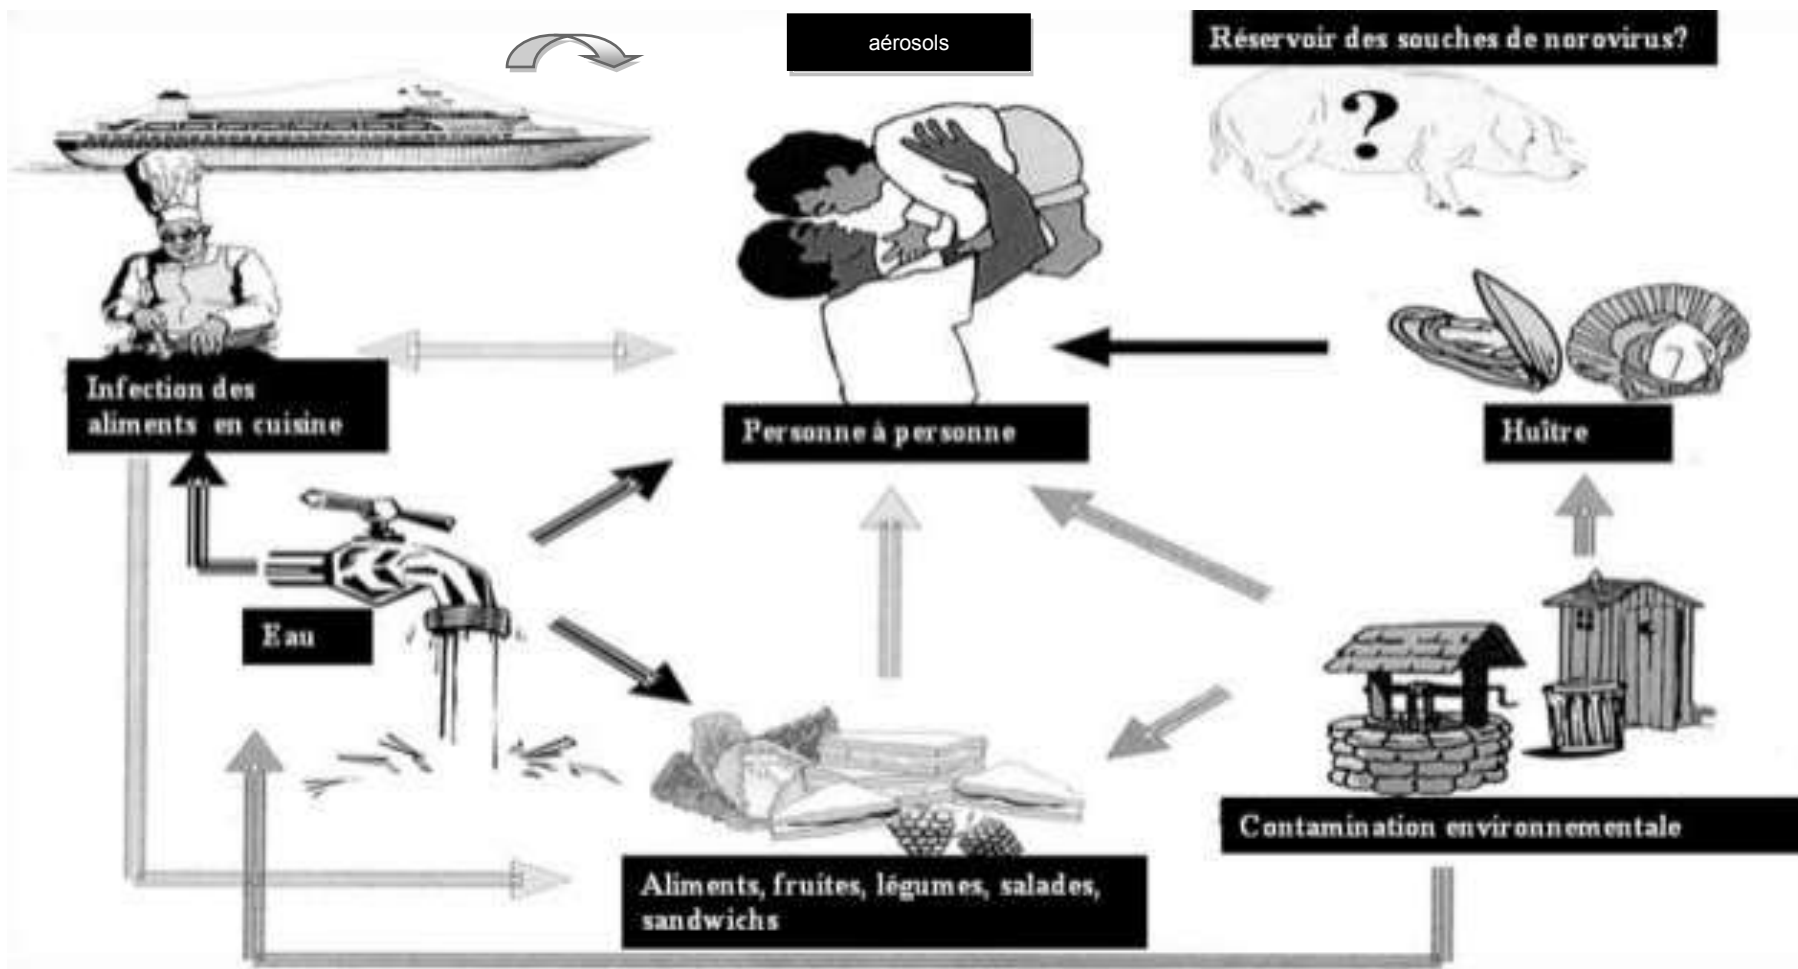 aérosols
Réservoir des souches de norovirus?
Infection des
aliments en cuisine
Personne à personne
Huître
Eau
Contamination environnementale
Aliments, fruites, légumes, salades,
sandwichs
?